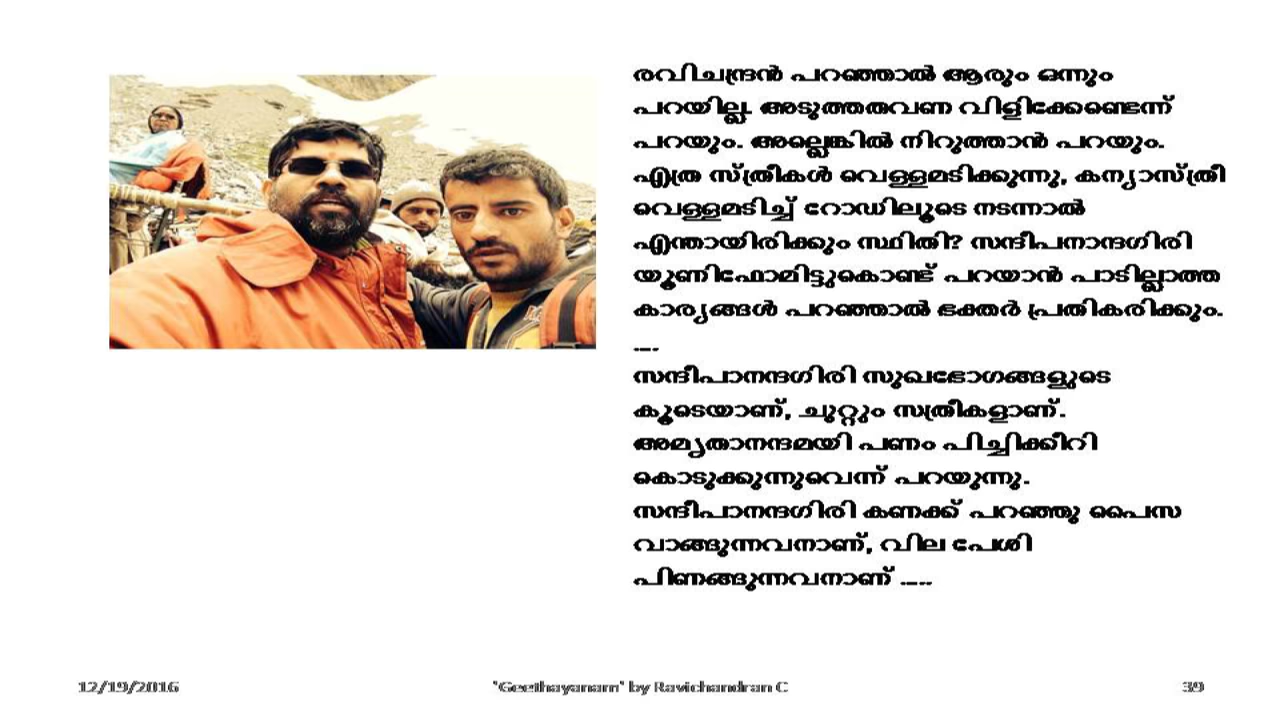 രവിചന്ദ്രൻ പറഞ്ഞാൽ ആരും ഒന്നും
പറയില്ല. അടുത്തതവണ വിളിക്കേണ്ടെന്ന്
പറയും. അല്ലെങ്കിൽ നിറുത്താൻ പറയും.
എത്ര സ്ത്രീകൾ വെള്ളമടിക്കുന്നു, കന്യാസ്ത്രീ
വെള്ളമടിച്ച് റോഡിലൂടെ നടന്നാൽ
എന്തായിരിക്കും സ്ഥിതി? സന്ദീപനാന്ദഗിരി
യൂണിഫോമിട്ടുകൊണ്ട് പറയാൻ പാടില്ലാത്ത
കാര്യങ്ങൾ പറഞ്ഞാൽ ഭക്തർ പ്രതികരിക്കും.
....
സന്ദീപാനന്ദഗിരി സുഖഭോഗങ്ങളുടെ
കൂടെയാണ്, ചുറ്റും സത്രീകളാണ്.
അമൃതാനന്ദമയി പണം പിച്ചിക്കീറി
കൊടുക്കുന്നുവെന്ന് പറയുന്നു.
സന്ദീപാനന്ദഗിരി കണക്ക് പറഞ്ഞു പൈസ
വാങ്ങുന്നവനാണ്, വില പേശി
പിണങ്ങുന്നവനാണ് .....
12/19/2016
'Geethayanam' by Ravichandran C
39